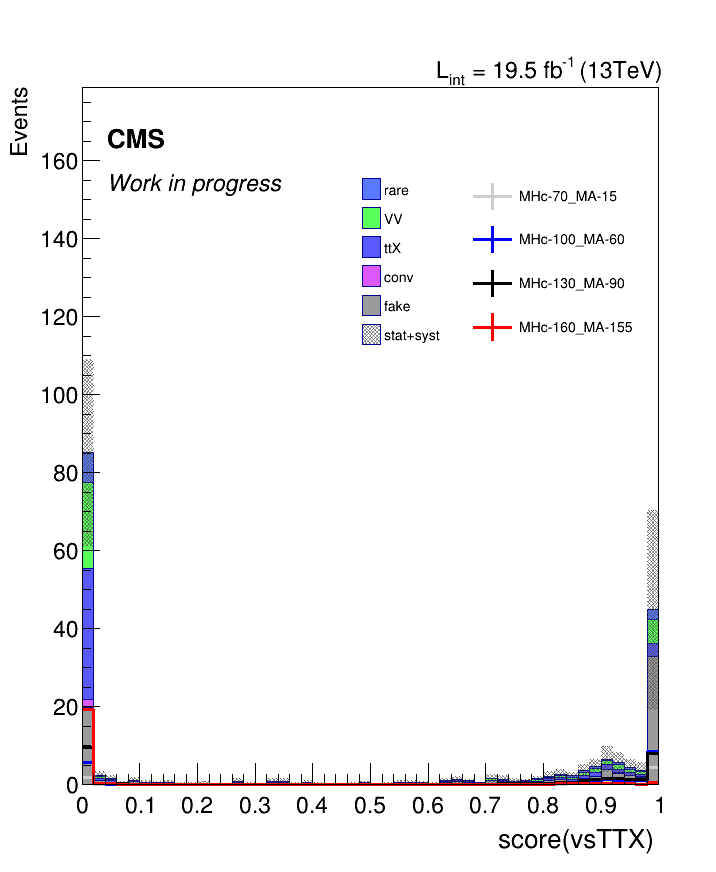 L_int = 19.5 fb^-1 (13TeV)
Events
CMS
Work in progress
rare
VV
ttX
conv
fake
stat+syst
MHc-70_MA-15
MHc-100_MA-60
MHc-130_MA-90
MHc-160_MA-155
160
140
120
100
80
60
40
20
0
0 0.1 0.2 0.3 0.4 0.5 0.6 0.7 0.8 0.9 1
score(vsTTX)